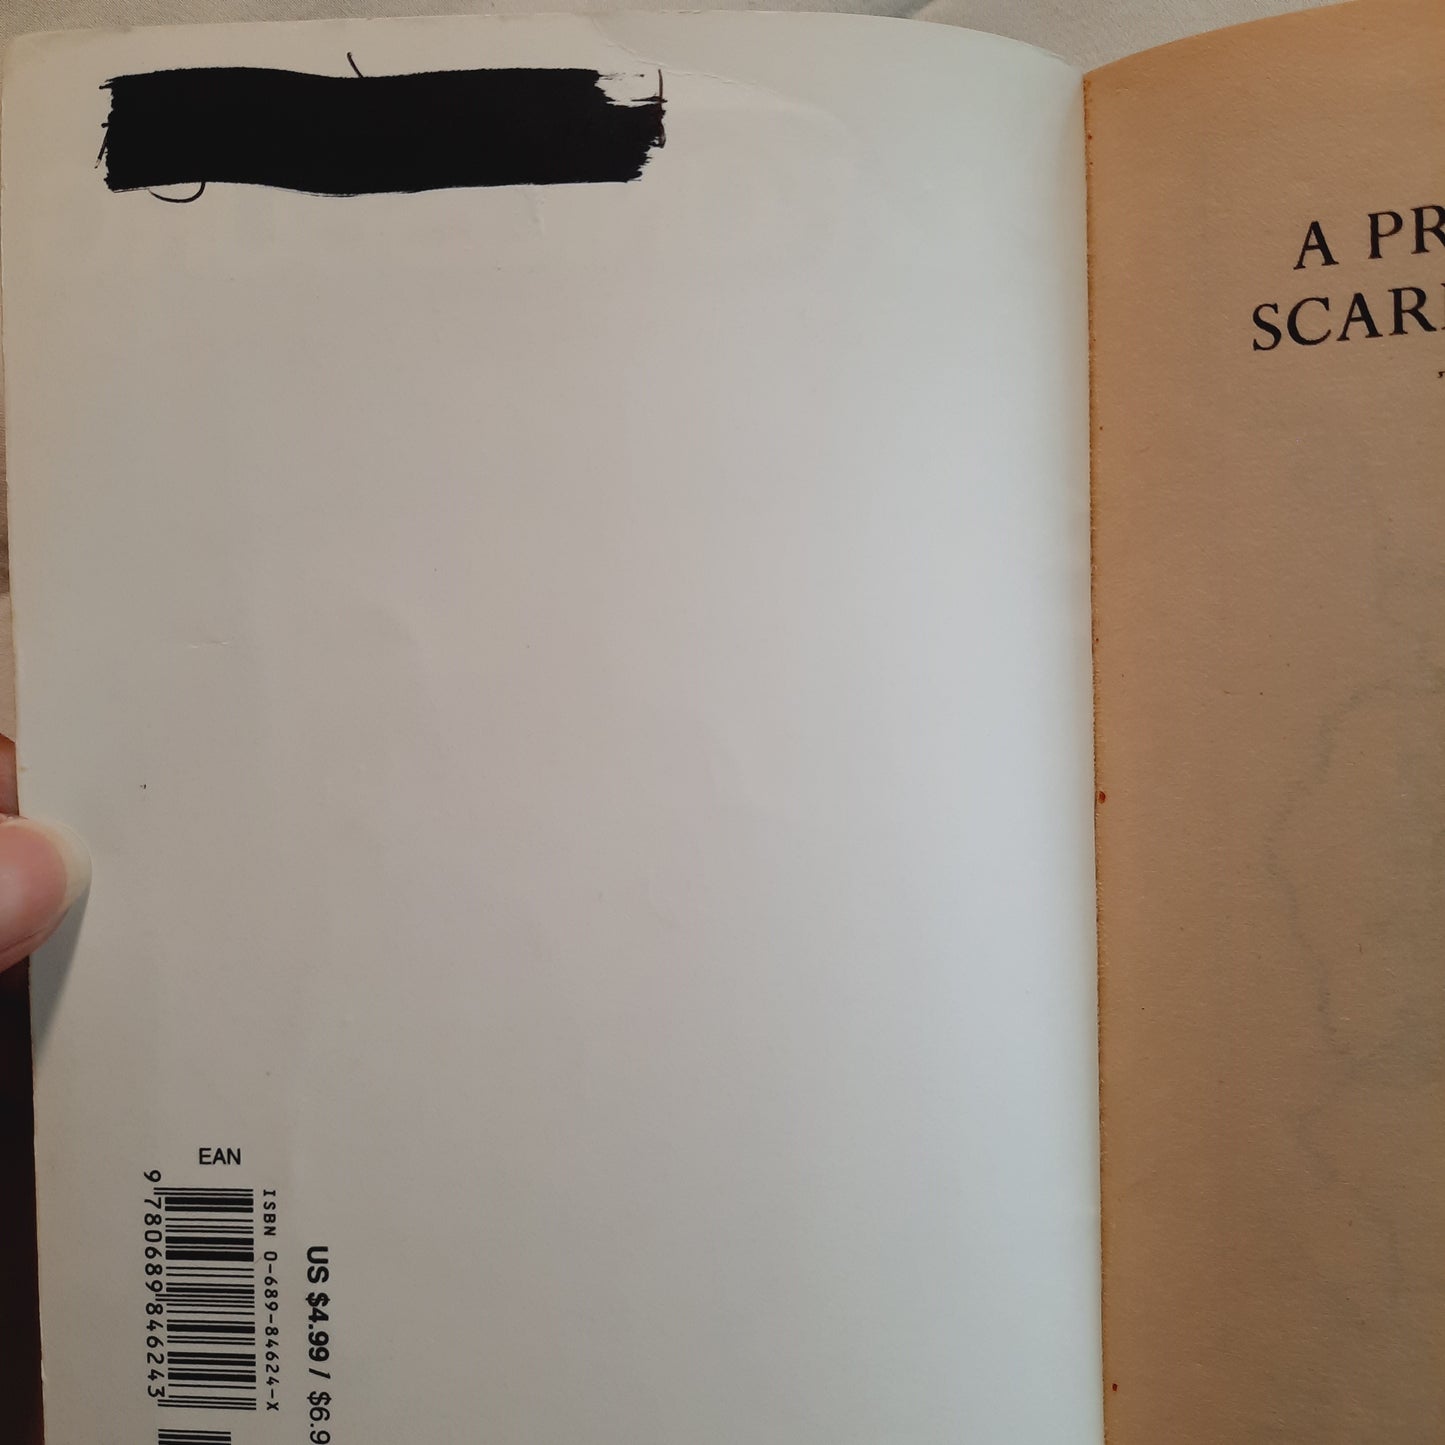 EAN
9 780689 846243
ISBN 0-689-84624-X
US $4.99 / $6.9
A PR
SCAR